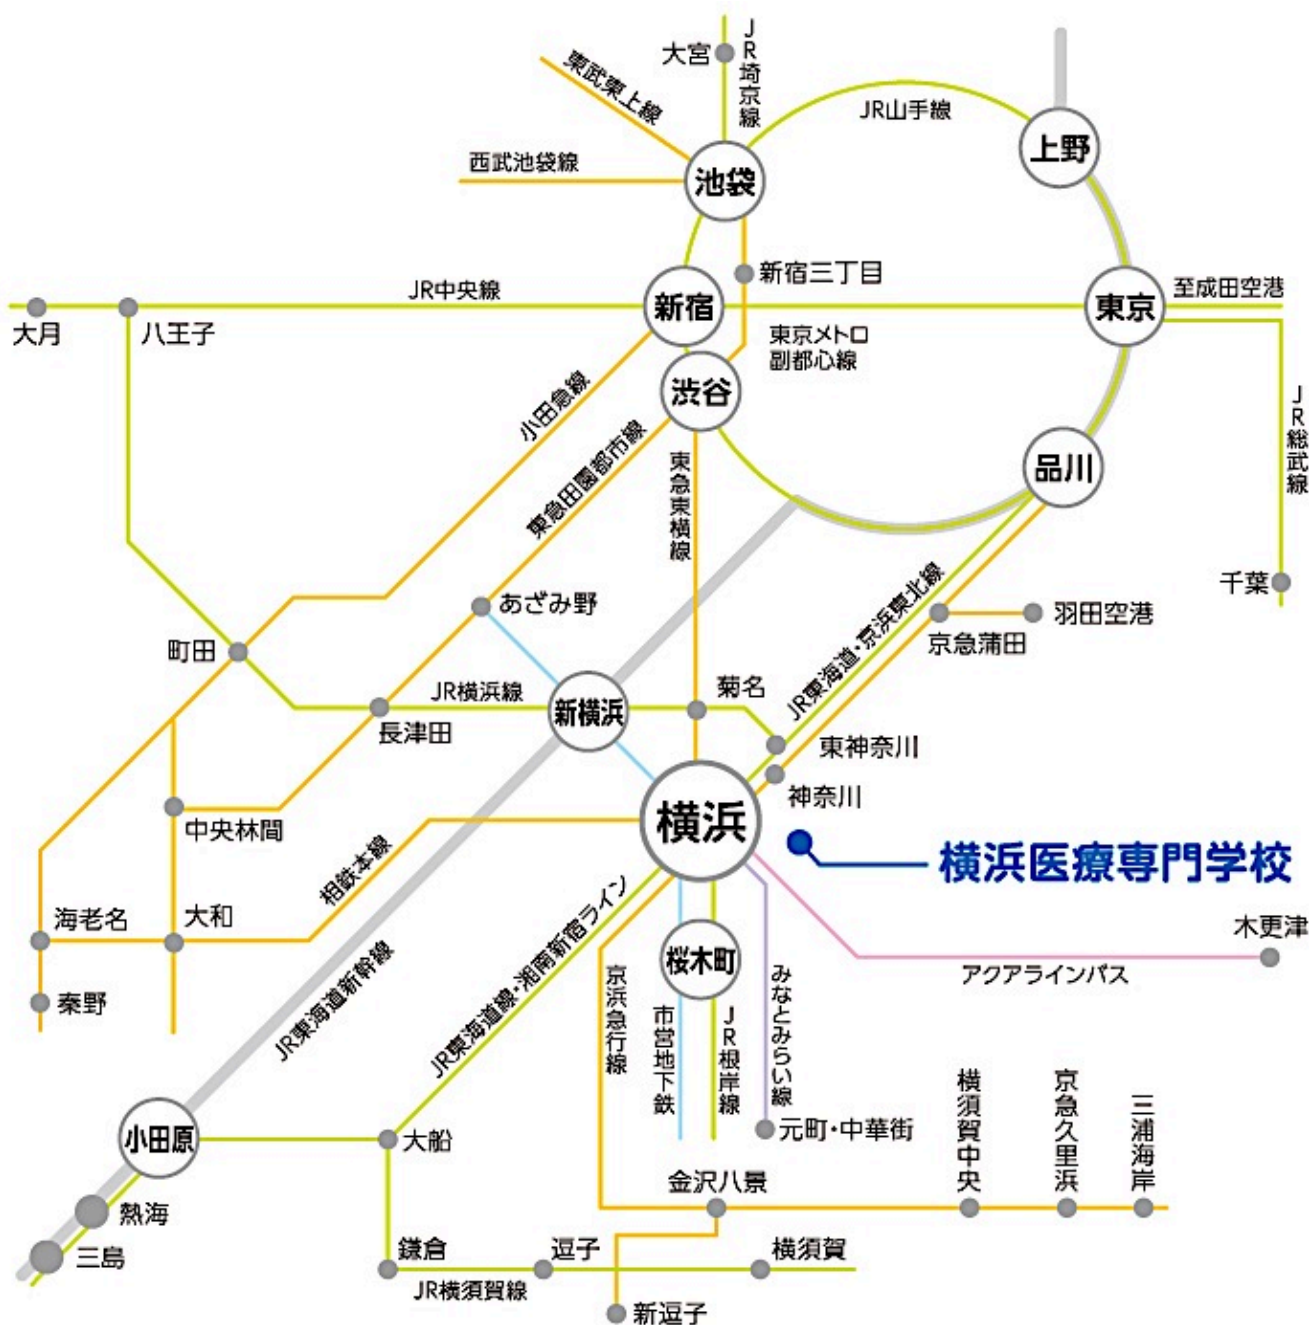 大宮
JR埼京線
東武東上線
JR山手線
上野
西武池袋線
池袋
新宿三丁目
JR中央線
新宿
東京
至成田空港
大月
八王子
東京メトロ
副都心線
渋谷
小田急線
JR総武線
東急田園都市線
東急東横線
品川
千葉
あざみ野
羽田空港
京急蒲田
JR東海道・京浜東北線
町田
JR横浜線
菊名
新横浜
長津田
東神奈川
神奈川
横浜
中央林間
横浜医療専門学校
相鉄本線
海老名
大和
木更津
アクアラインバス
桜木町
JR東海道線・湘南新宿ライン
JR東海道新幹線
京浜急行線
市営地下鉄
JR根岸線
みなとみらい線
秦野
小田原
大船
元町・中華街
横須賀中央
京急久里浜
三浦海岸
金沢八景
熱海
三島
鎌倉
逗子
横須賀
JR横須賀線
新逗子